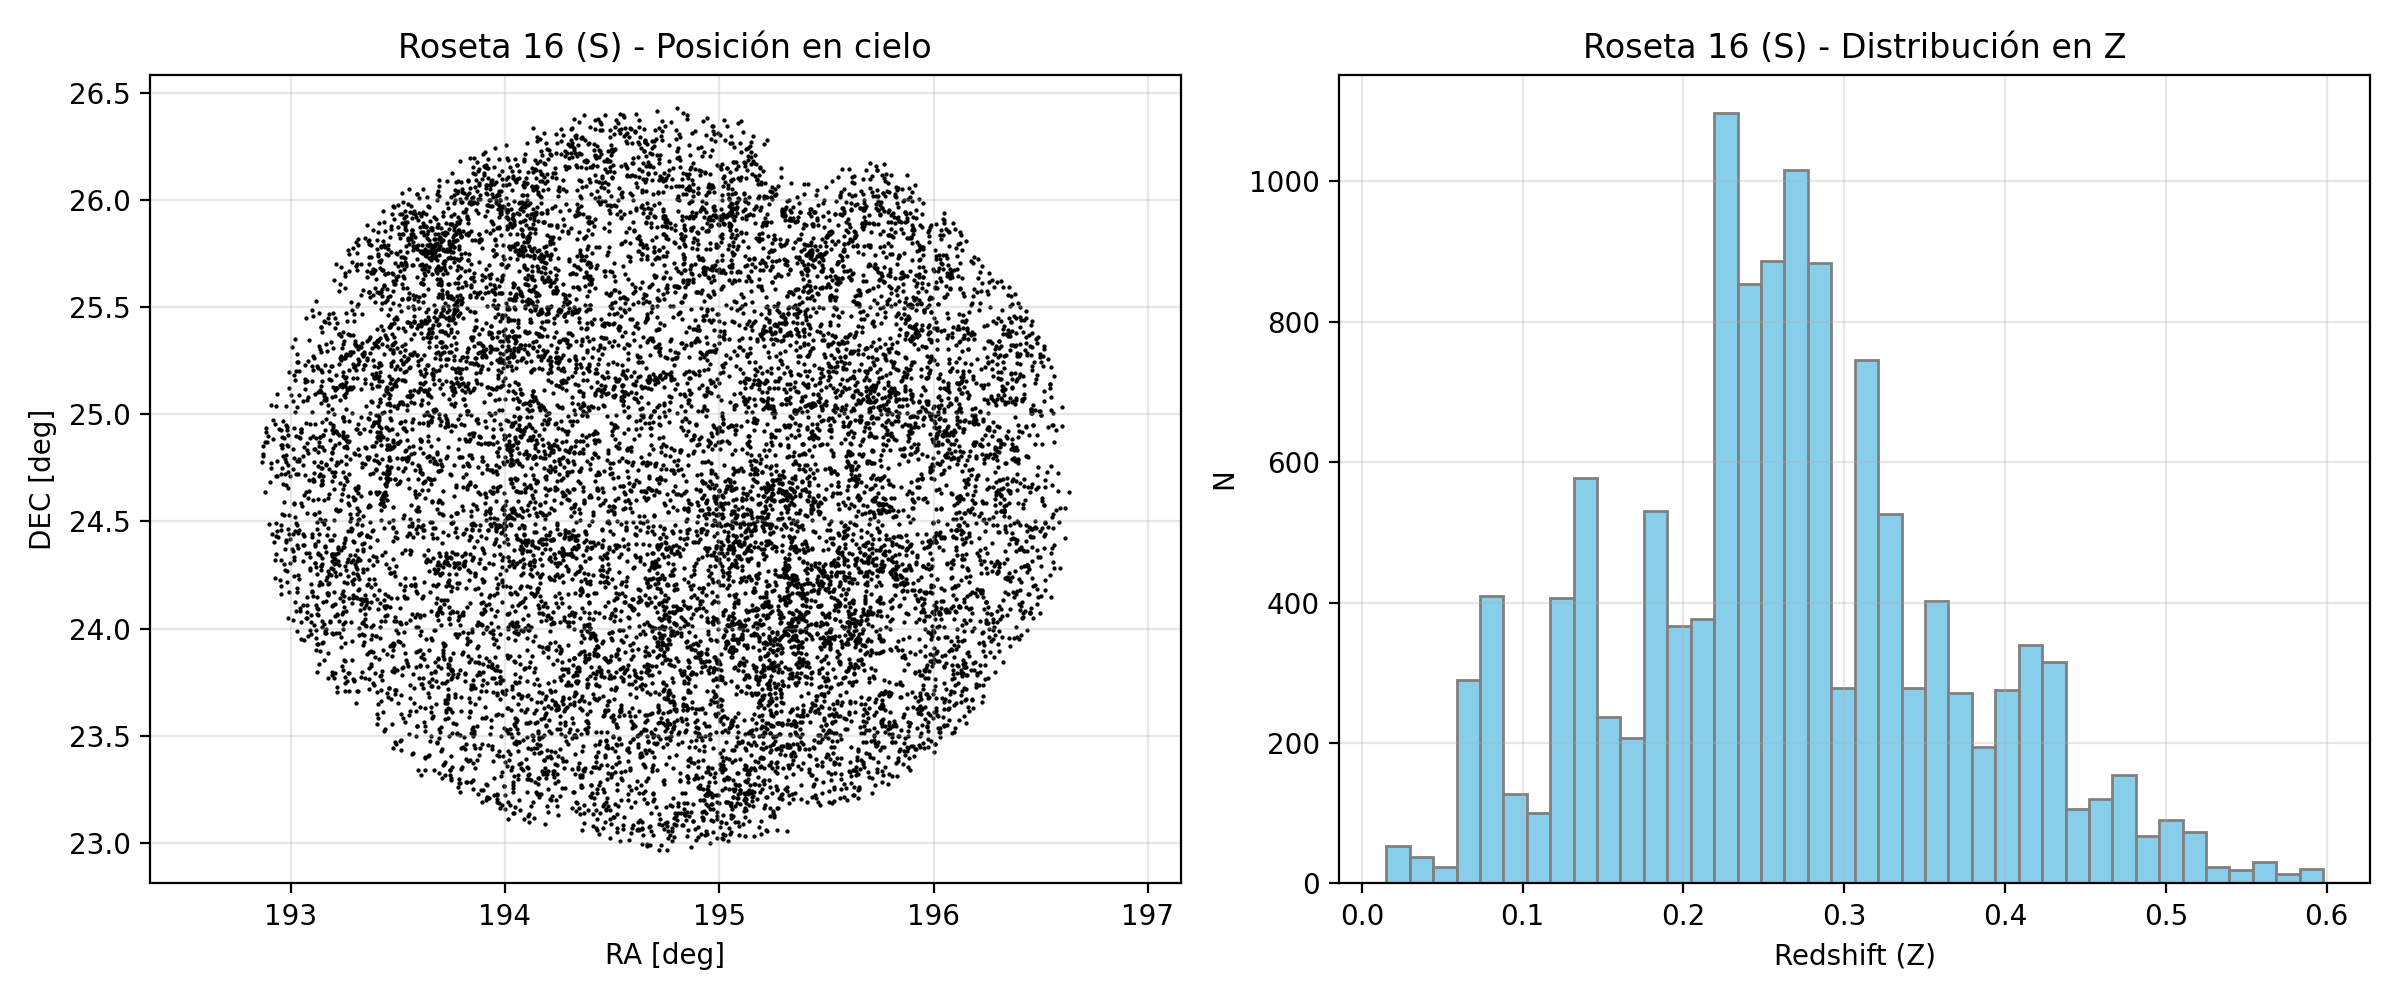 Roseta 16 (S) - Posición en cielo
26.5
26.0
25.5
25.0
24.5
24.0
23.5
23.0
DEC [deg]
193 194 195 196 197
RA [deg]
Roseta 16 (S) - Distribución en Z
1000
800
600
400
200
0
N
0.0 0.1 0.2 0.3 0.4 0.5 0.6
Redshift (Z)